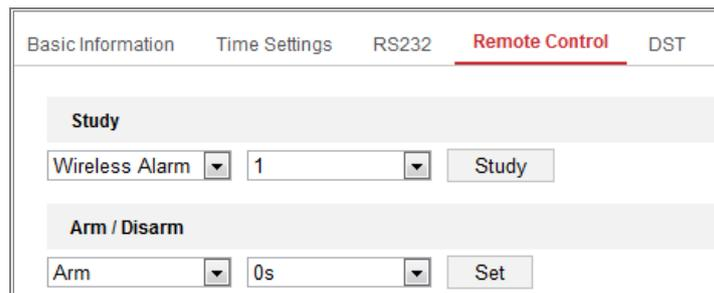 Basic Information Time Settings RS232 Remote Control DST
Study
Wireless Alarm 1 Study
Arm / Disarm
Arm 0s Set